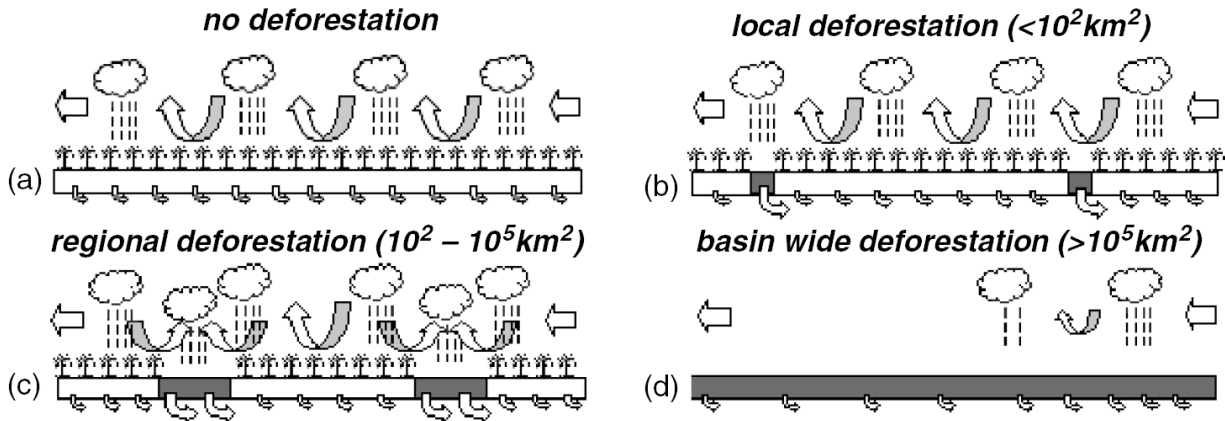 no deforestation
(a)
local deforestation (<10²km²)
(b)
regional deforestation (10² – 10⁵km²)
(c)
basin wide deforestation (>10⁵km²)
(d)